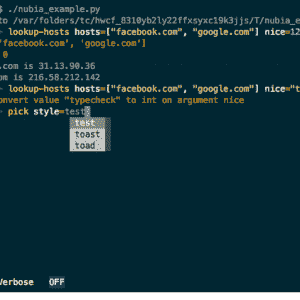 $ ./nubia_example.py
to /var/folders/tc/hwcf_8310yb2ly22ffxsyxc19k3jjs/T/nubia_e
lookup-hosts hosts=["facebook.com", "google.com"] nice=12
'facebook.com', 'google.com']
0
.com is 31.13.90.36
om is 216.58.212.142
lookup-hosts hosts=["facebook.com", "google.com"] nice="t
onvert value "typecheck" to int on argument nice
pick style=test
test
toast
toad
Verbose OFF